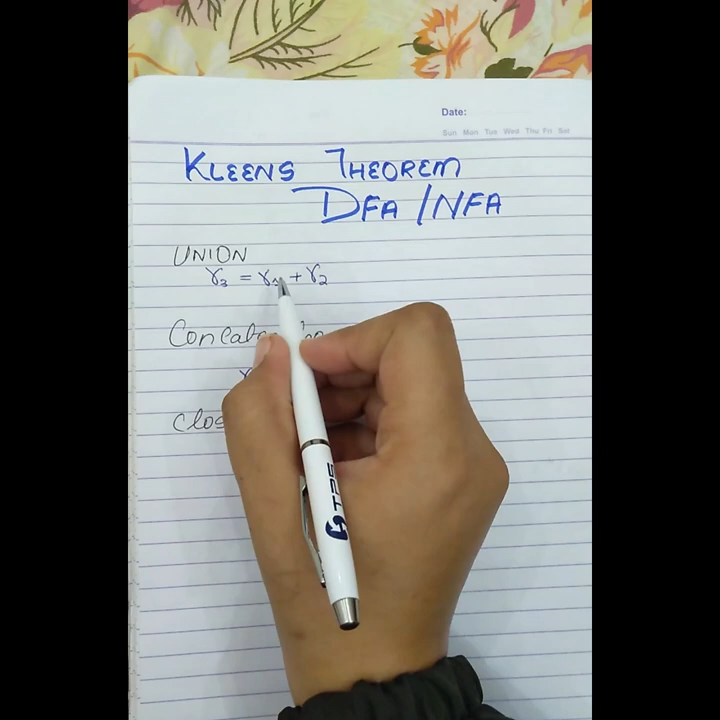 Date:
Sun Mon Tue Wed Thu Fri Sat
KLEENS THEOREM
DFA / NFA
UNION
r₃ = r₁ + r₂
TPS